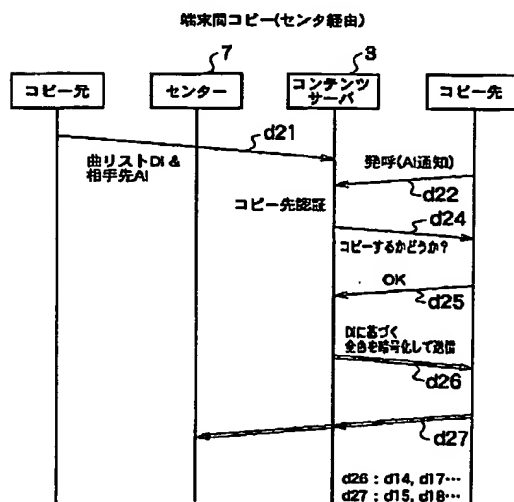 端末間コピー(センタ経由)
7
3
コピー元
センター
コンテンツ
サーバ
コピー先
d21
曲リストDI &
相手先AI
発呼(AI通知)
d22
コピー先認証
d24
コピーするかどうか?
OK
d25
DIに基づく
全曲を暗号化して送信
d26
d27
d26 : d14, d17…
d27 : d15, d18…